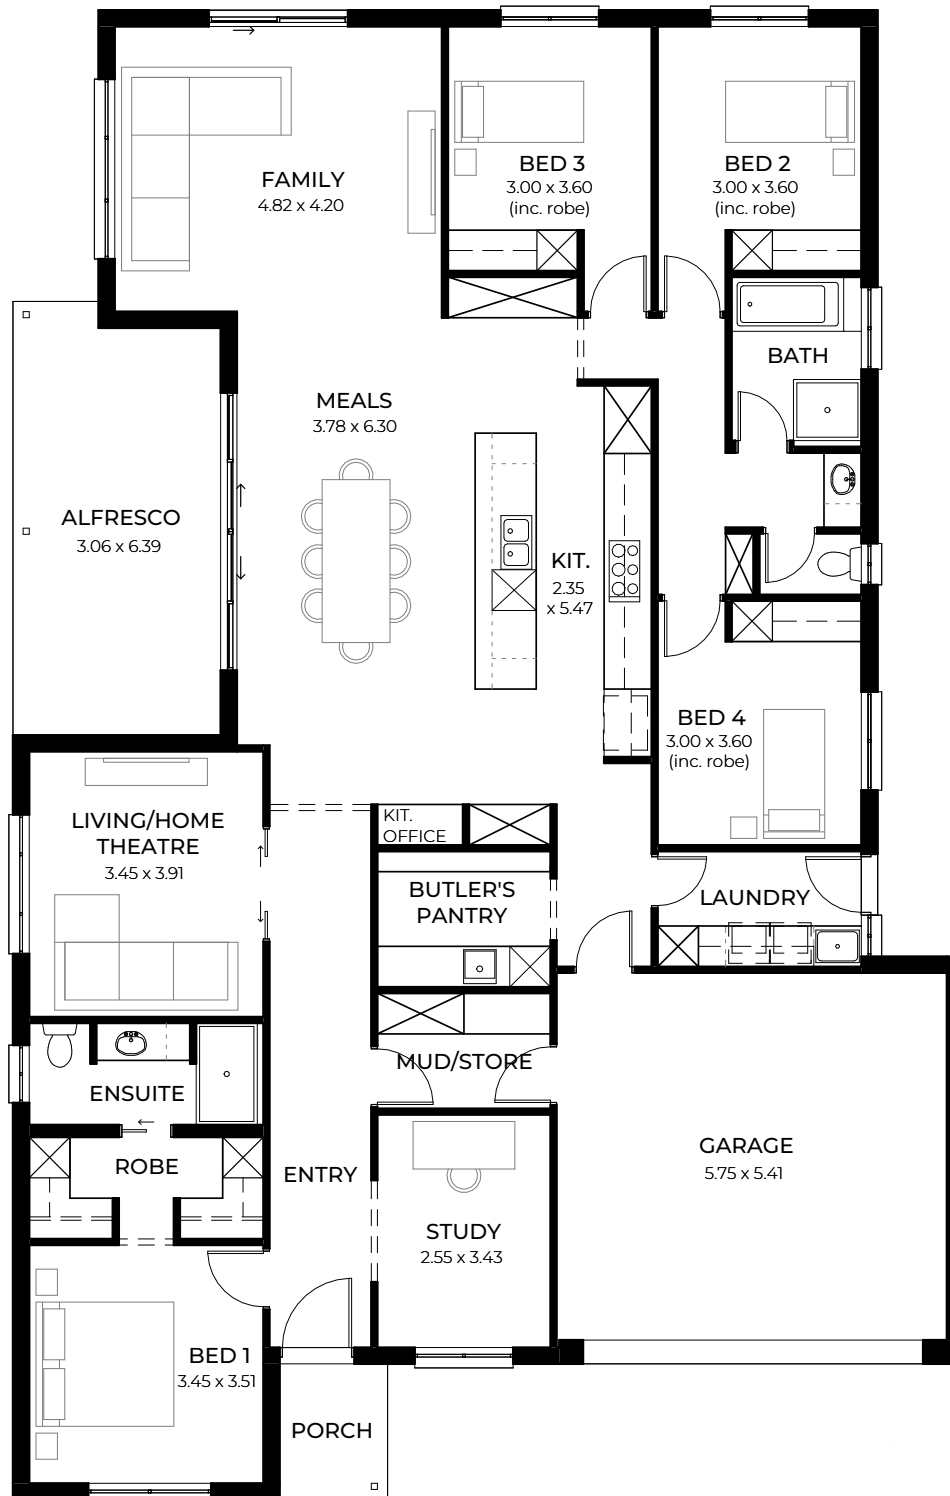 FAMILY
4.82 x 4.20
BED 3
3.00 x 3.60
(inc. robe)
BED 2
3.00 x 3.60
(inc. robe)
BATH
MEALS
3.78 x 6.30
ALFRESCO
3.06 x 6.39
KIT.
2.35
x 5.47
BED 4
3.00 x 3.60
(inc. robe)
LIVING/HOME
THEATRE
3.45 x 3.91
KIT.
OFFICE
BUTLER'S
PANTRY
LAUNDRY
MUD/STORE
ENSUITE
ROBE
ENTRY
GARAGE
5.75 x 5.41
STUDY
2.55 x 3.43
BED 1
3.45 x 3.51
PORCH